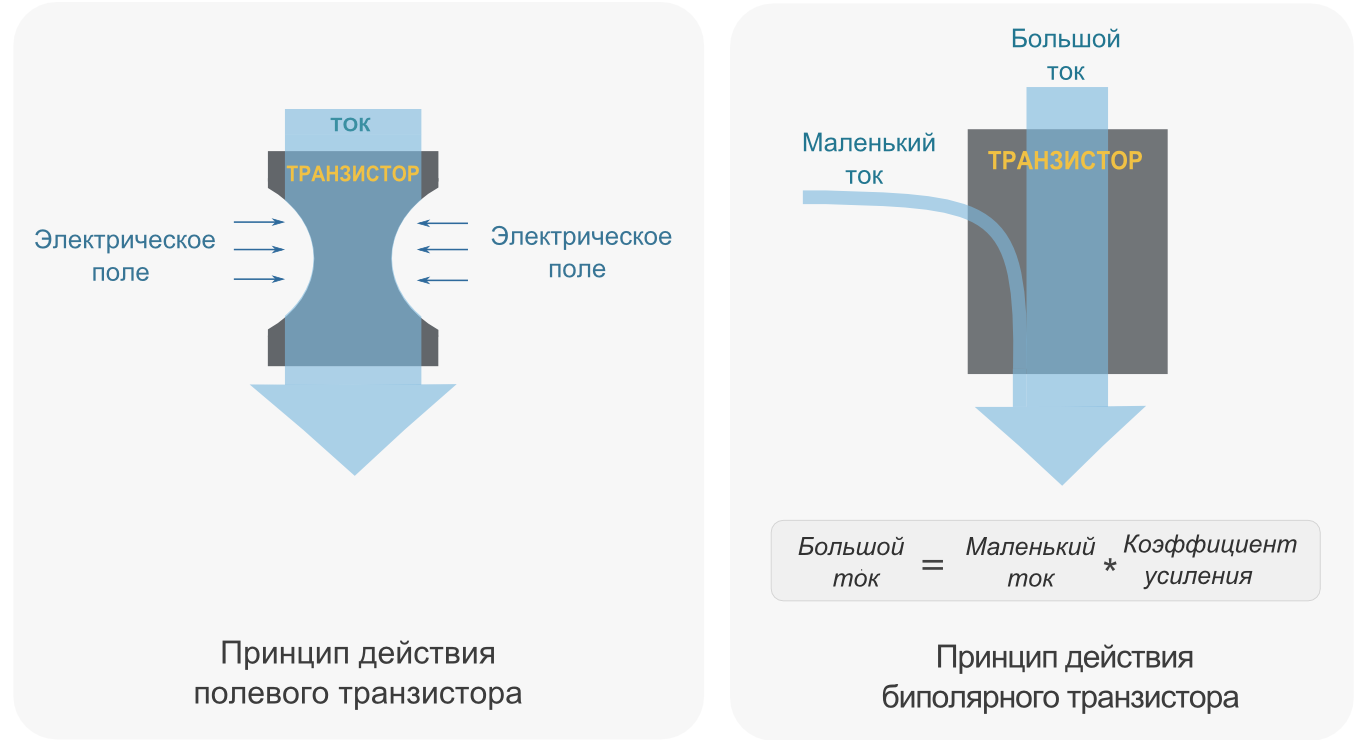 ТОК
ТРАНЗИСТОР
Электрическое
поле
Электрическое
поле
Принцип действия
полевого транзистора
Большой
ток
Маленький
ток
ТРАНЗИСТОР
Большой
ток
=
Маленький
ток
*
Коэффициент
усиления
Принцип действия
биполярного транзистора